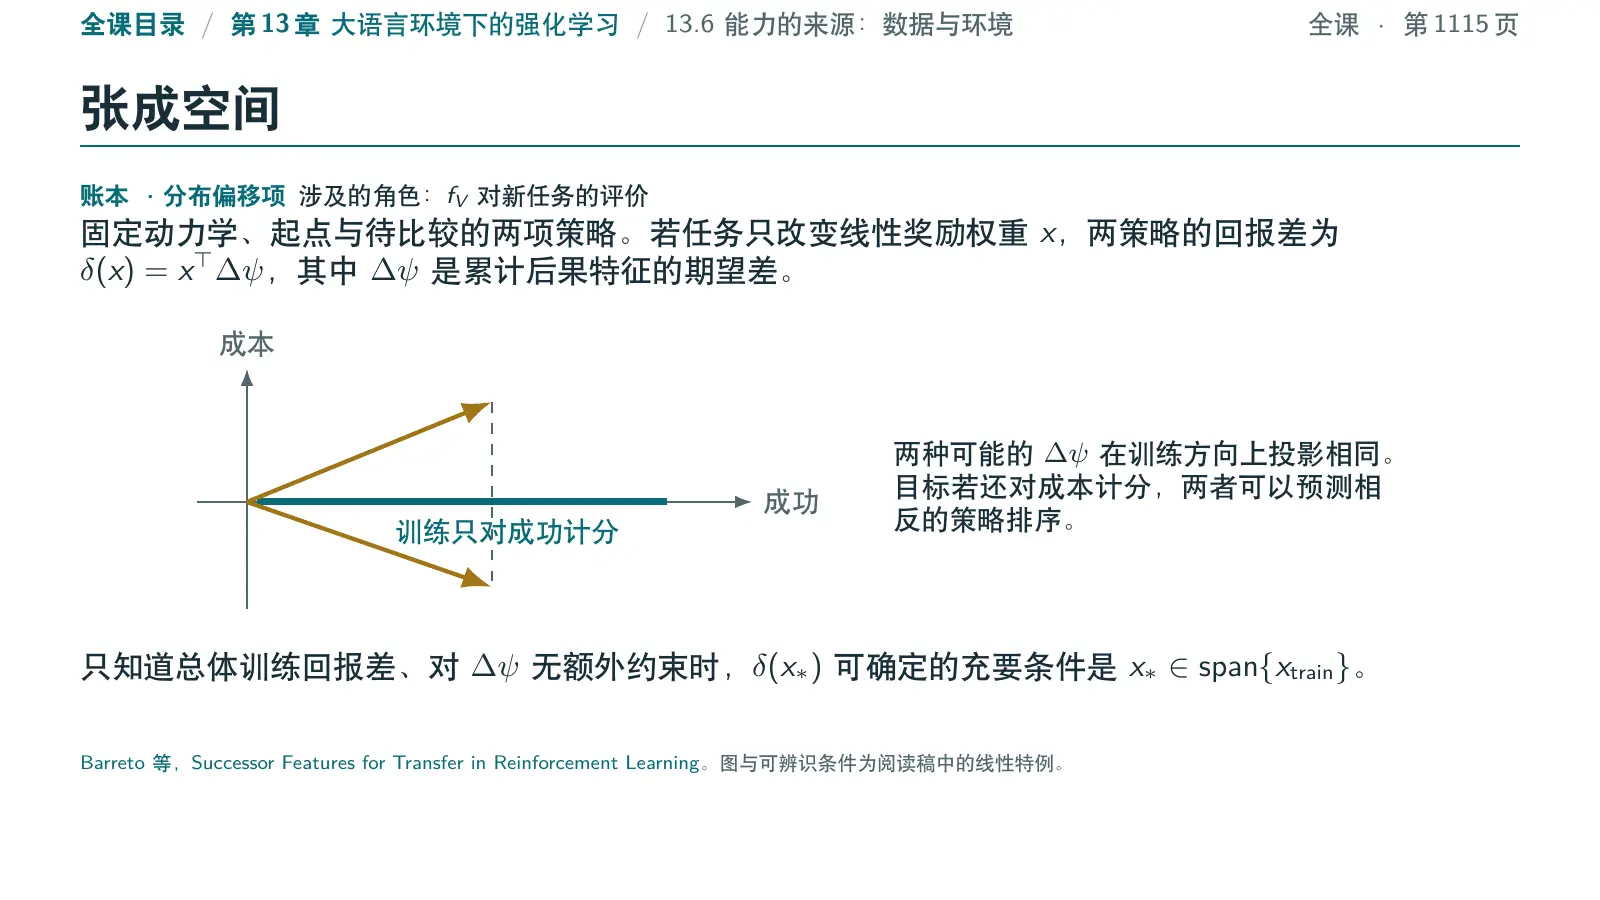 全课目录 / 第 13 章 大语言环境下的强化学习 / 13.6 能力的来源：数据与环境
全课 · 第 1115 页
张成空间
账本 · 分布偏移项 涉及的角色：f_V 对新任务的评价
固定动力学、起点与待比较的两项策略。若任务只改变线性奖励权重 x，两策略的回报差为
δ(x) = x^⊤Δψ，其中 Δψ 是累计后果特征的期望差。
成本
成功
训练只对成功计分
两种可能的 Δψ 在训练方向上投影相同。
目标若还对成本计分，两者可以预测相
反的策略排序。
只知道总体训练回报差、对 Δψ 无额外约束时，δ(x_*) 可确定的充要条件是 x_* ∈ span{x_train}。
Barreto 等，Successor Features for Transfer in Reinforcement Learning。图与可辨识条件为阅读稿中的线性特例。